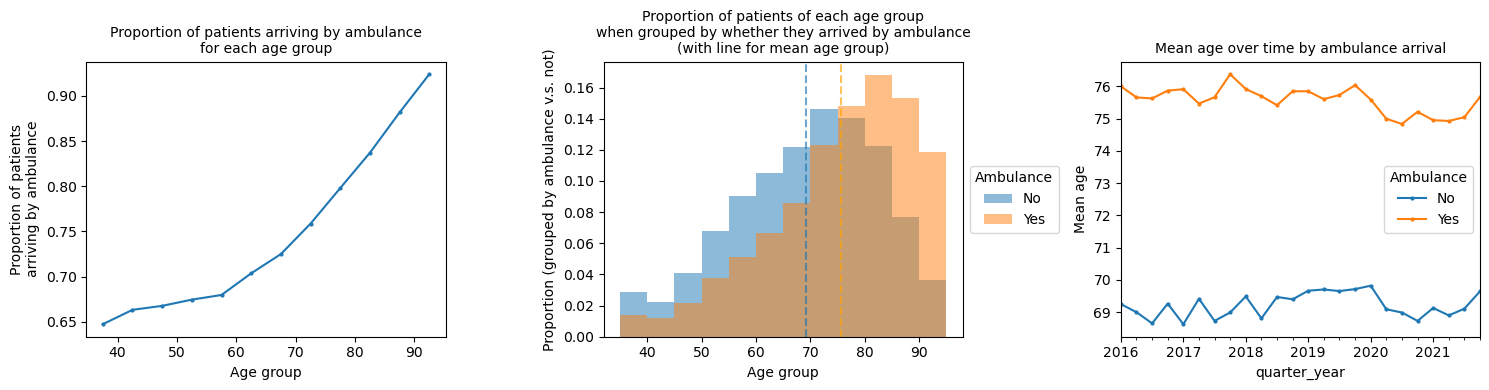 Proportion of patients arriving by ambulance
for each age group
Proportion of patients
arriving by ambulance
0.90
0.85
0.80
0.75
0.70
0.65
40 50 60 70 80 90
Age group
Proportion of patients of each age group
when grouped by whether they arrived by ambulance
(with line for mean age group)
Proportion (grouped by ambulance v.s. not)
0.16
0.14
0.12
0.10
0.08
0.06
0.04
0.02
0.00
40 50 60 70 80 90
Age group
Ambulance
No
Yes
Mean age over time by ambulance arrival
Mean age
76
75
74
73
72
71
70
69
2016 2017 2018 2019 2020 2021
quarter_year
Ambulance
No
Yes